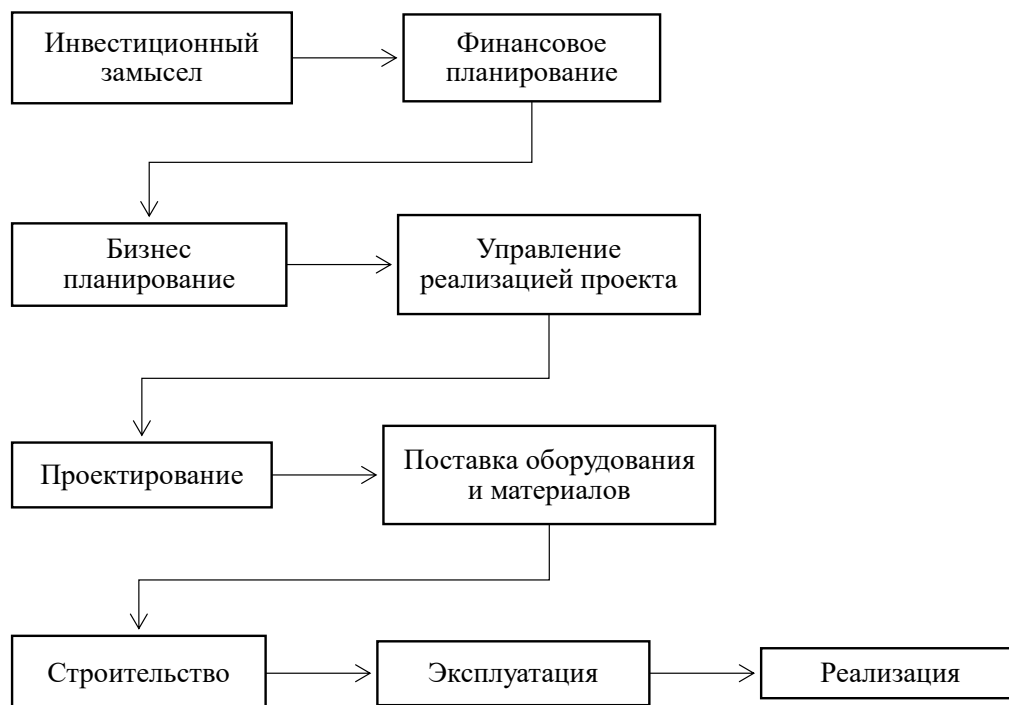 Инвестиционный
замысел
Финансовое
планирование
Бизнес
планирование
Управление
реализацией проекта
Проектирование
Поставка оборудования
и материалов
Строительство
Эксплуатация
Реализация